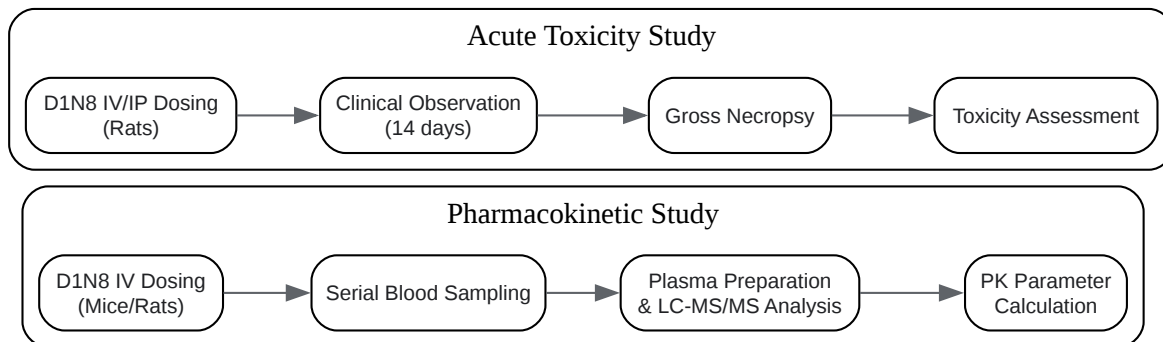 Acute Toxicity Study
D1N8 IV/IP Dosing
(Rats)
Clinical Observation
(14 days)
Gross Necropsy
Toxicity Assessment
Pharmacokinetic Study
D1N8 IV Dosing
(Mice/Rats)
Serial Blood Sampling
Plasma Preparation
& LC-MS/MS Analysis
PK Parameter
Calculation